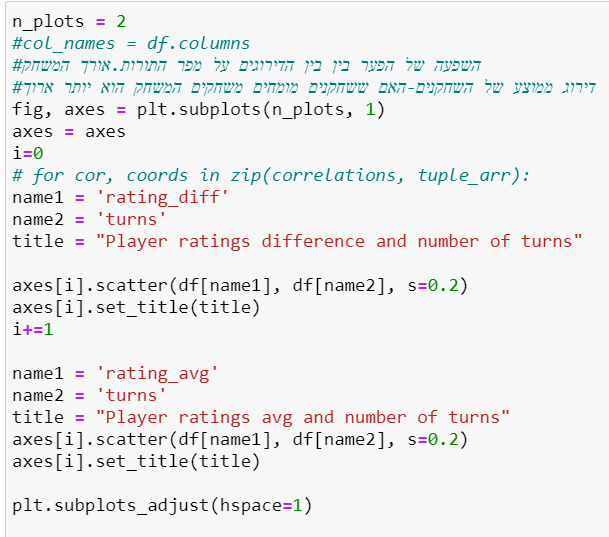 n_plots = 2
#col_names = df.columns
#השפעה של הפער בין בין הדירוגים על מפר התורות.אורך המשחק
#דירוג ממוצע של השחקנים-האם ששחקנים מומחים משחקים המשחק הוא יותר ארוך
fig, axes = plt.subplots(n_plots, 1)
axes = axes
i=0
# for cor, coords in zip(correlations, tuple_arr):
name1 = 'rating_diff'
name2 = 'turns'
title = "Player ratings difference and number of turns"
axes[i].scatter(df[name1], df[name2], s=0.2)
axes[i].set_title(title)
i+=1
name1 = 'rating_avg'
name2 = 'turns'
title = "Player ratings avg and number of turns"
axes[i].scatter(df[name1], df[name2], s=0.2)
axes[i].set_title(title)
plt.subplots_adjust(hspace=1)